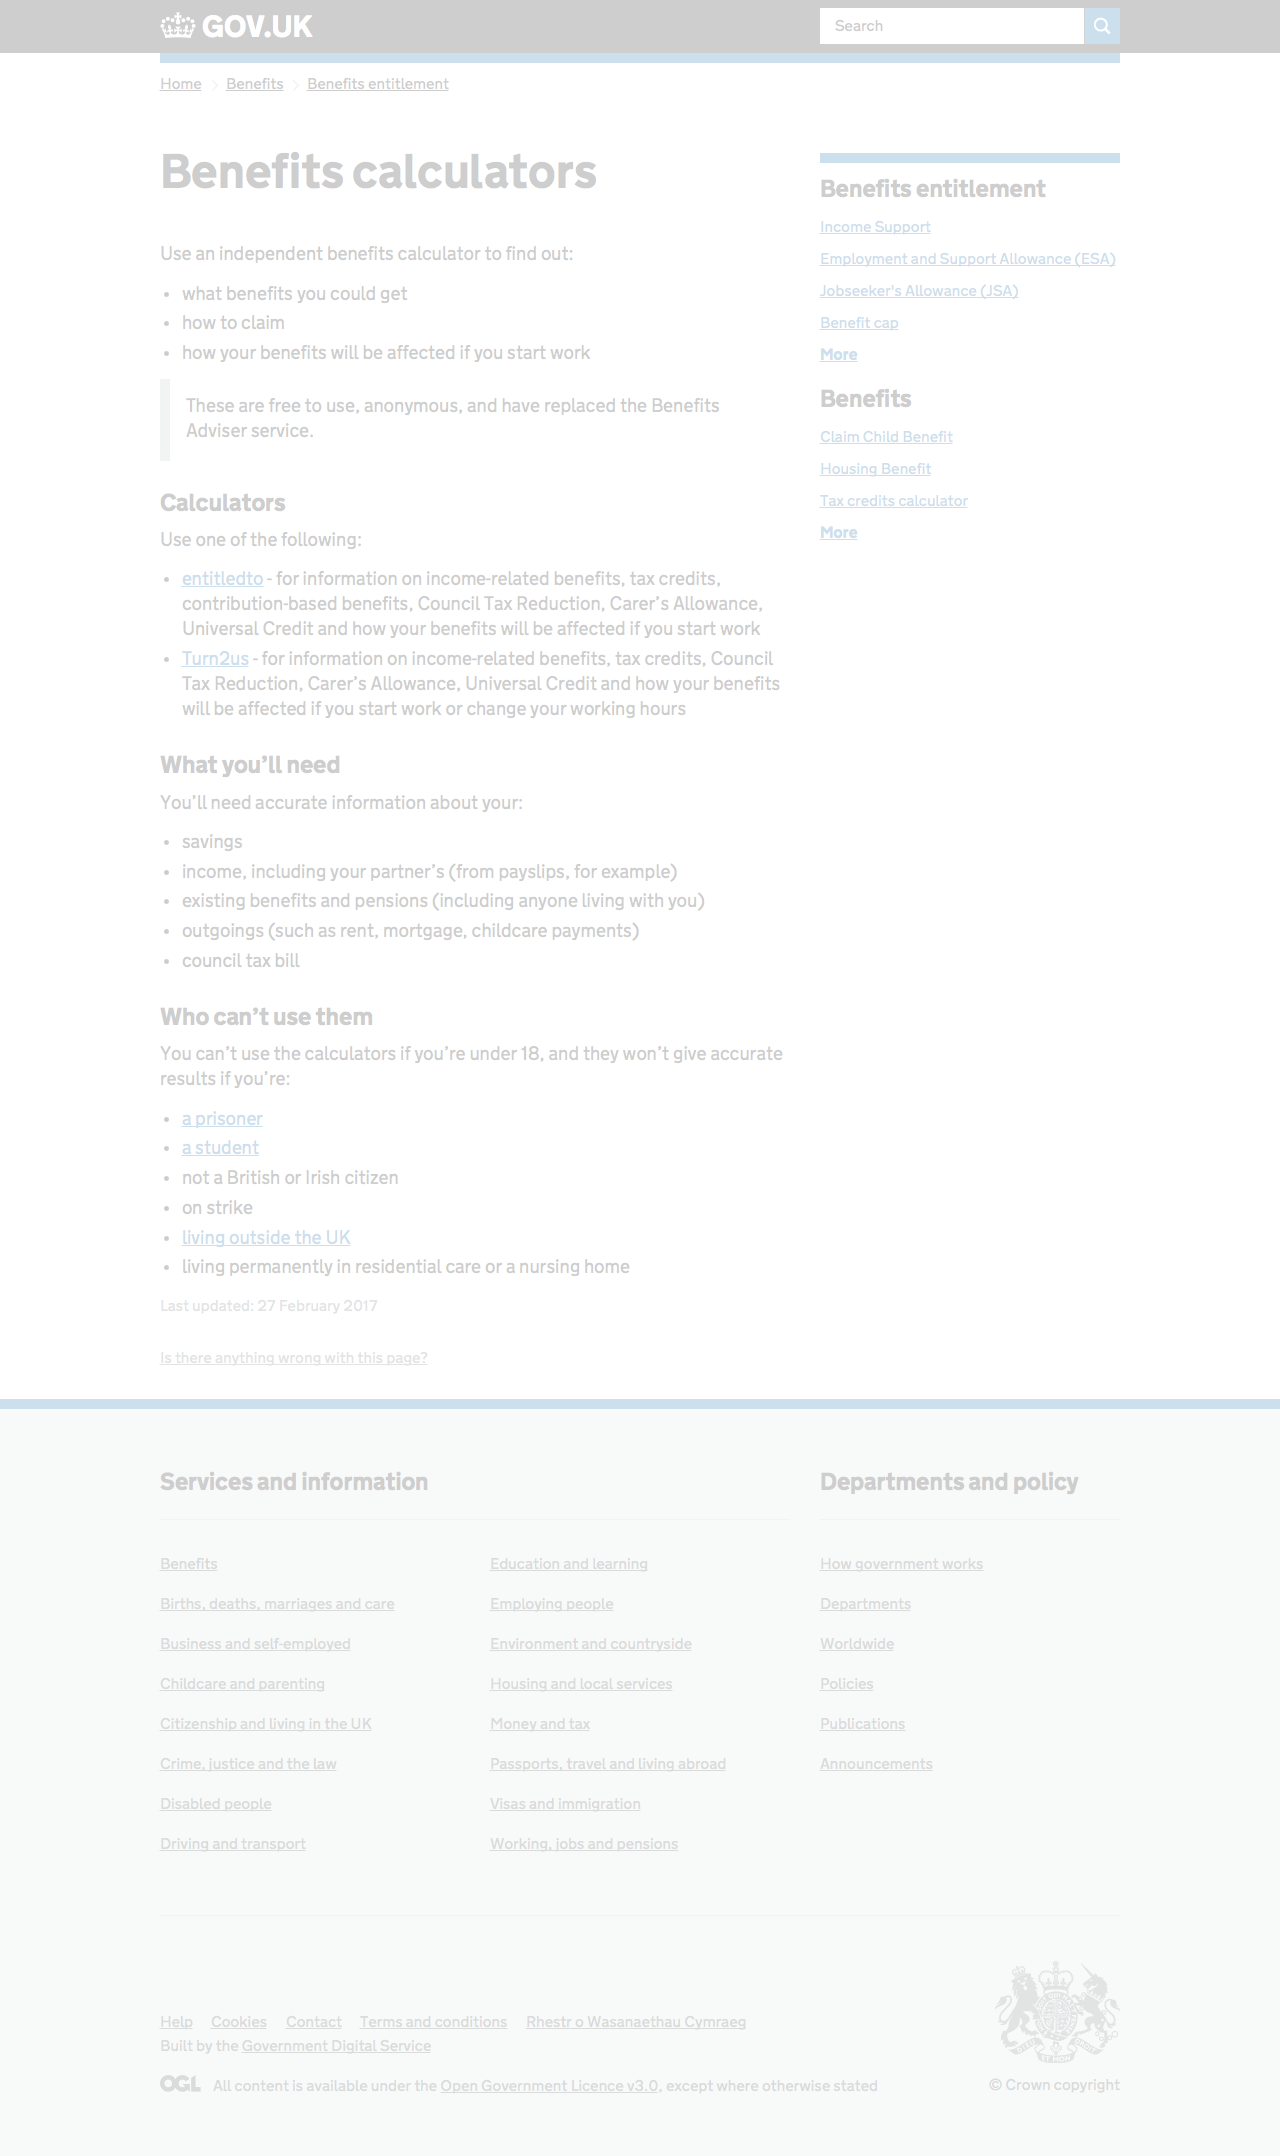 GOV.UK
Search
Home
Benefits
Benefits entitlement
Benefits calculators
Use an independent benefits calculator to find out:
• what benefits you could get
• how to claim
• how your benefits will be affected if you start work
These are free to use, anonymous, and have replaced the Benefits
Adviser service.
Calculators
Use one of the following:
• entitledto - for information on income-related benefits, tax credits,
contribution-based benefits, Council Tax Reduction, Carer’s Allowance,
Universal Credit and how your benefits will be affected if you start work
• Turn2us - for information on income-related benefits, tax credits, Council
Tax Reduction, Carer’s Allowance, Universal Credit and how your benefits
will be affected if you start work or change your working hours
What you’ll need
You’ll need accurate information about your:
• savings
• income, including your partner’s (from payslips, for example)
• existing benefits and pensions (including anyone living with you)
• outgoings (such as rent, mortgage, childcare payments)
• council tax bill
Who can’t use them
You can’t use the calculators if you’re under 18, and they won’t give accurate
results if you’re:
• a prisoner
• a student
• not a British or Irish citizen
• on strike
• living outside the UK
• living permanently in residential care or a nursing home
Last updated: 27 February 2017
Is there anything wrong with this page?
Benefits entitlement
Income Support
Employment and Support Allowance (ESA)
Jobseeker's Allowance (JSA)
Benefit cap
More
Benefits
Claim Child Benefit
Housing Benefit
Tax credits calculator
More
Services and information
Benefits
Births, deaths, marriages and care
Business and self-employed
Childcare and parenting
Citizenship and living in the UK
Crime, justice and the law
Disabled people
Driving and transport
Education and learning
Employing people
Environment and countryside
Housing and local services
Money and tax
Passports, travel and living abroad
Visas and immigration
Working, jobs and pensions
Departments and policy
How government works
Departments
Worldwide
Policies
Publications
Announcements
Help Cookies Contact Terms and conditions Rhestr o Wasanaethau Cymraeg
Built by the Government Digital Service
OGL All content is available under the Open Government Licence v3.0, except where otherwise stated
© Crown copyright